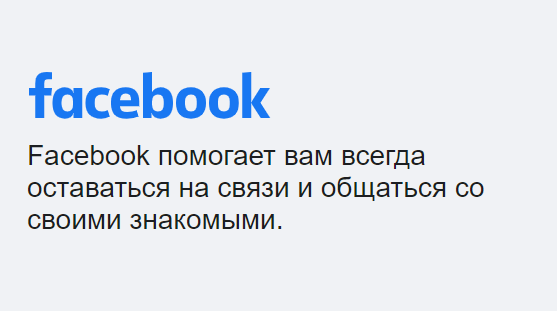 facebook
Facebook помогает вам всегда
оставаться на связи и общаться со
своими знакомыми.